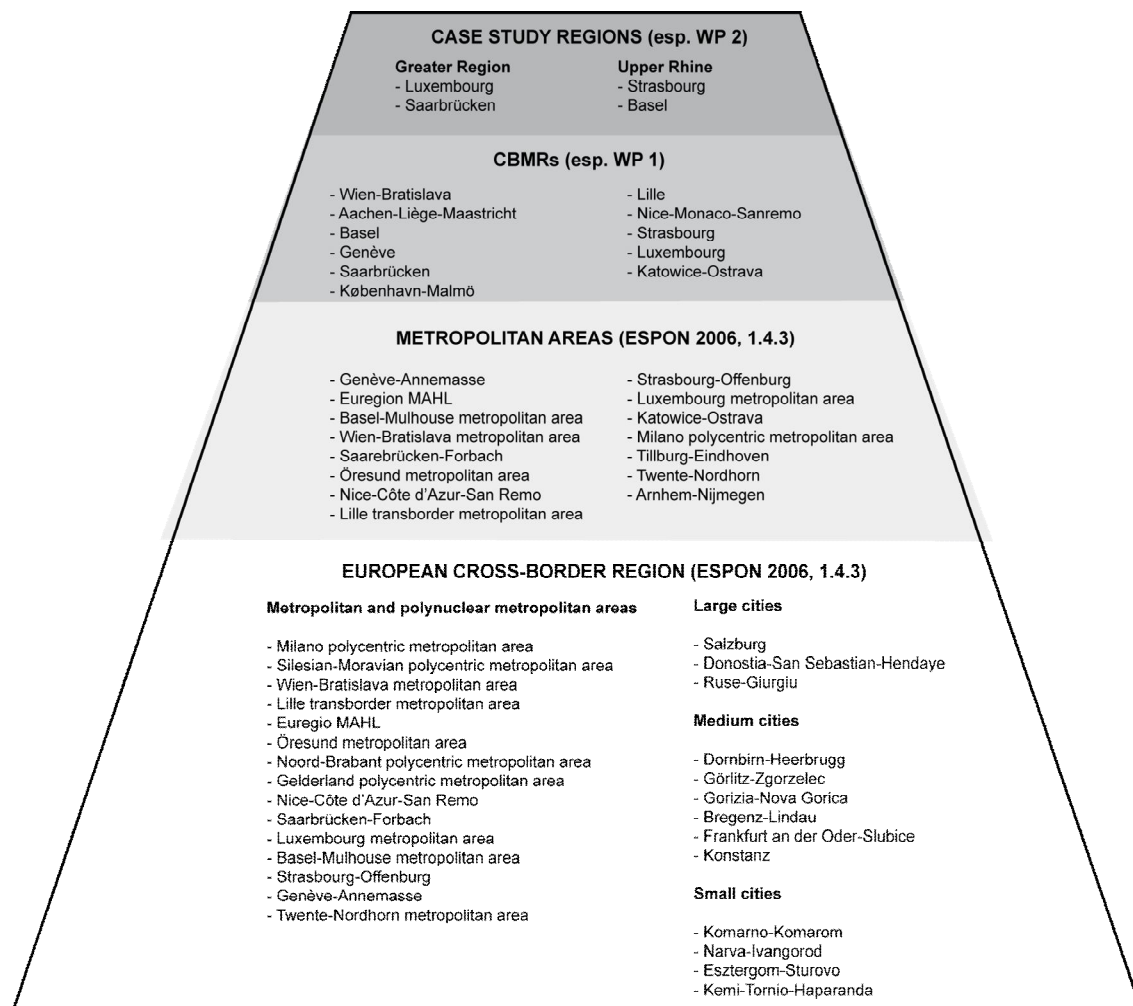 CASE STUDY REGIONS (esp. WP 2)
Greater Region
- Luxembourg
- Saarbrücken
Upper Rhine
- Strasbourg
- Basel
CBMRs (esp. WP 1)
- Wien-Bratislava
- Aachen-Liège-Maastricht
- Basel
- Genève
- Saarbrücken
- København-Malmö
- Lille
- Nice-Monaco-Sanremo
- Strasbourg
- Luxembourg
- Katowice-Ostrava
METROPOLITAN AREAS (ESPON 2006, 1.4.3)
- Genève-Annemasse
- Euregion MAHL
- Basel-Mulhouse metropolitan area
- Wien-Bratislava metropolitan area
- Saarebrücken-Forbach
- Öresund metropolitan area
- Nice-Côte d'Azur-San Remo
- Lille transborder metropolitan area
- Strasbourg-Offenburg
- Luxembourg metropolitan area
- Katowice-Ostrava
- Milano polycentric metropolitan area
- Tillburg-Eindhoven
- Twente-Nordhorn
- Arnhem-Nijmegen
EUROPEAN CROSS-BORDER REGION (ESPON 2006, 1.4.3)
Metropolitan and polynuclear metropolitan areas
- Milano polycentric metropolitan area
- Silesian-Moravian polycentric metropolitan area
- Wien-Bratislava metropolitan area
- Lille transborder metropolitan area
- Euregio MAHL
- Öresund metropolitan area
- Noord-Brabant polycentric metropolitan area
- Gelderland polycentric metropolitan area
- Nice-Côte d'Azur-San Remo
- Saarbrücken-Forbach
- Luxembourg metropolitan area
- Basel-Mulhouse metropolitan area
- Strasbourg-Offenburg
- Genève-Annemasse
- Twente-Nordhorn metropolitan area
Large cities
- Salzburg
- Donostia-San Sebastian-Hendaye
- Ruse-Giurgiu
Medium cities
- Dornbirn-Heerbrugg
- Görlitz-Zgorzelec
- Gorizia-Nova Gorica
- Bregenz-Lindau
- Frankfurt an der Oder-Slubice
- Konstanz
Small cities
- Komarno-Komarom
- Narva-Ivangorod
- Esztergom-Sturovo
- Kemi-Tornio-Haparanda